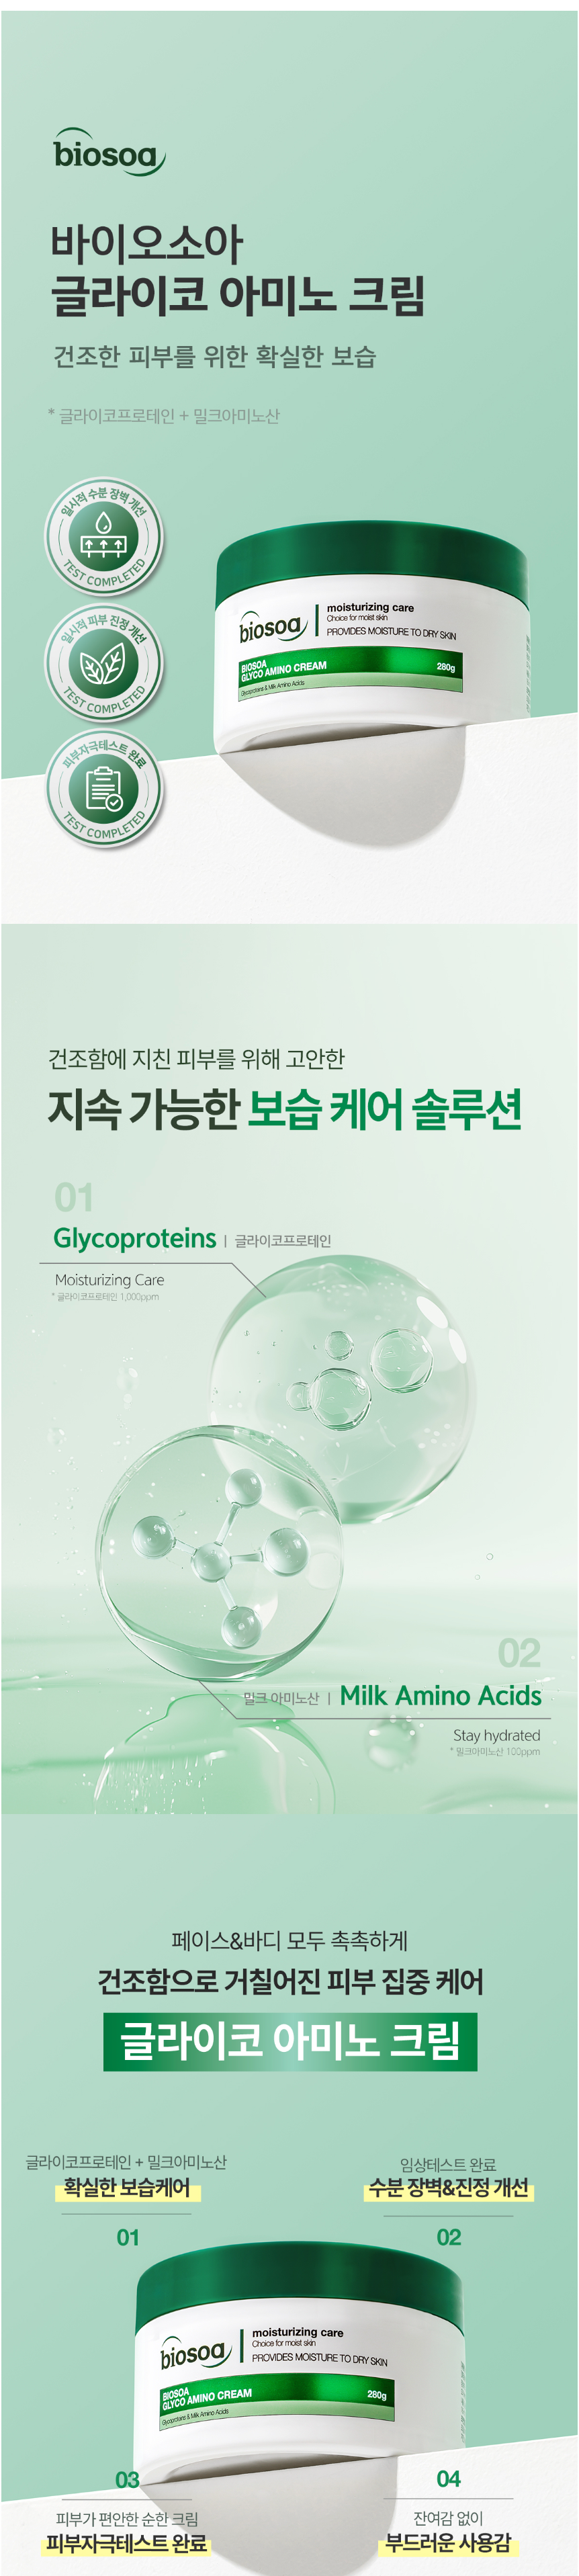 biosoa
바이오소아
글라이코 아미노 크림
건조한 피부를 위한 확실한 보습
* 글라이코프로테인 + 밀크아미노산
일시적 수분 장벽 개선
TEST COMPLETED
일시적 피부 진정 개선
TEST COMPLETED
피부자극테스트 완료
TEST COMPLETED
biosoa
moisturizing care
Choice for moist skin
PROVIDES MOISTURE TO DRY SKIN
BIOSOA
GLYCO AMINO CREAM
280g
Glycoproteins & Milk Amino Acids
건조함에 지친 피부를 위해 고안한
지속 가능한 보습 케어 솔루션
01
Glycoproteins | 글라이코프로테인
Moisturizing Care
* 글라이코프로테인 1,000ppm
02
밀크 아미노산 | Milk Amino Acids
Stay hydrated
* 밀크아미노산 100ppm
페이스&바디 모두 촉촉하게
건조함으로 거칠어진 피부 집중 케어
글라이코 아미노 크림
글라이코프로테인 + 밀크아미노산
확실한 보습케어
01
임상테스트 완료
수분 장벽&진정 개선
02
biosoa
moisturizing care
Choice for moist skin
PROVIDES MOISTURE TO DRY SKIN
BIOSOA
GLYCO AMINO CREAM
280g
Glycoproteins & Milk Amino Acids
03
피부가 편안한 순한 크림
피부자극테스트 완료
04
잔여감 없이
부드러운 사용감